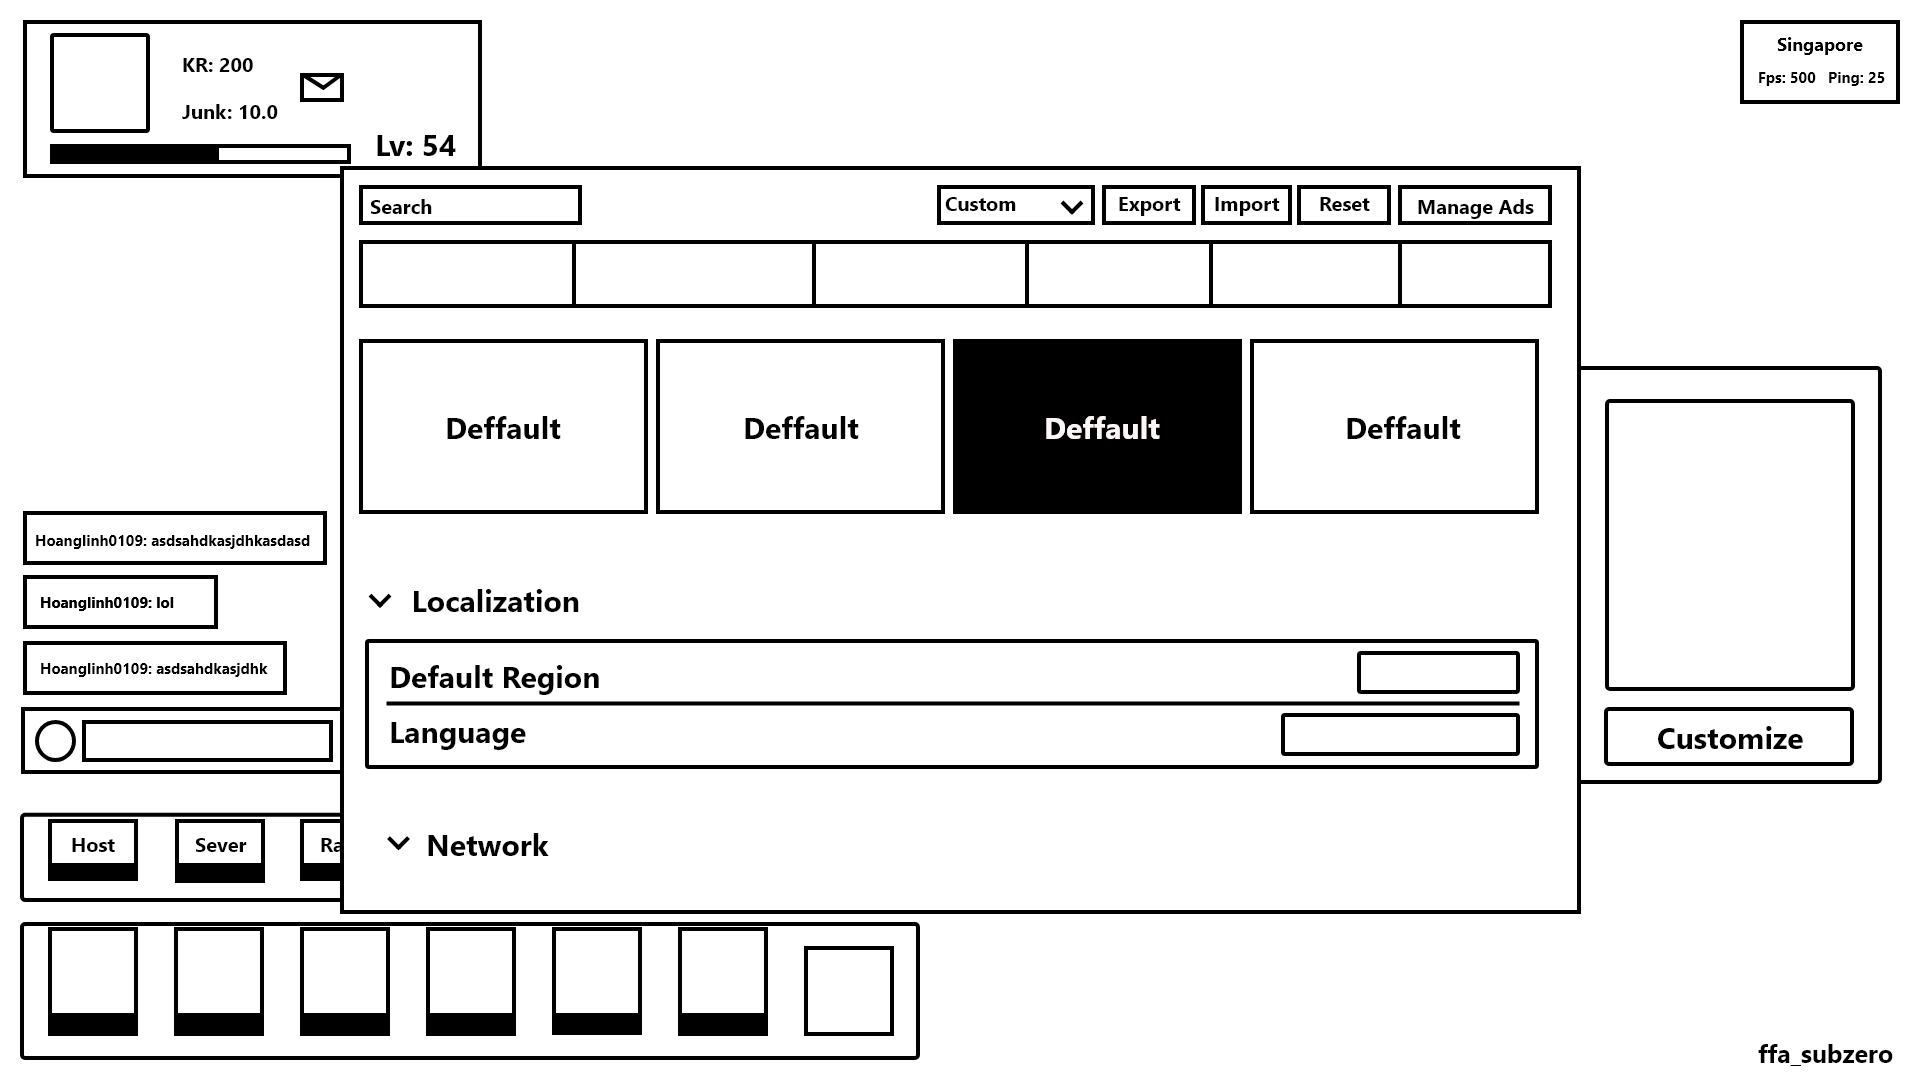 KR: 200
Junk: 10.0
Lv: 54
Singapore
Fps: 500 Ping: 25
Search
Custom
Export
Import
Reset
Manage Ads
Deffault
Deffault
Deffault
Deffault
Hoanglinh0109: asdsahdkasjdhkasdasd
Hoanglinh0109: lol
Hoanglinh0109: asdsahdkasjdhk
Localization
Default Region
Language
Network
Customize
Host
Sever
Ra
ffa_subzero